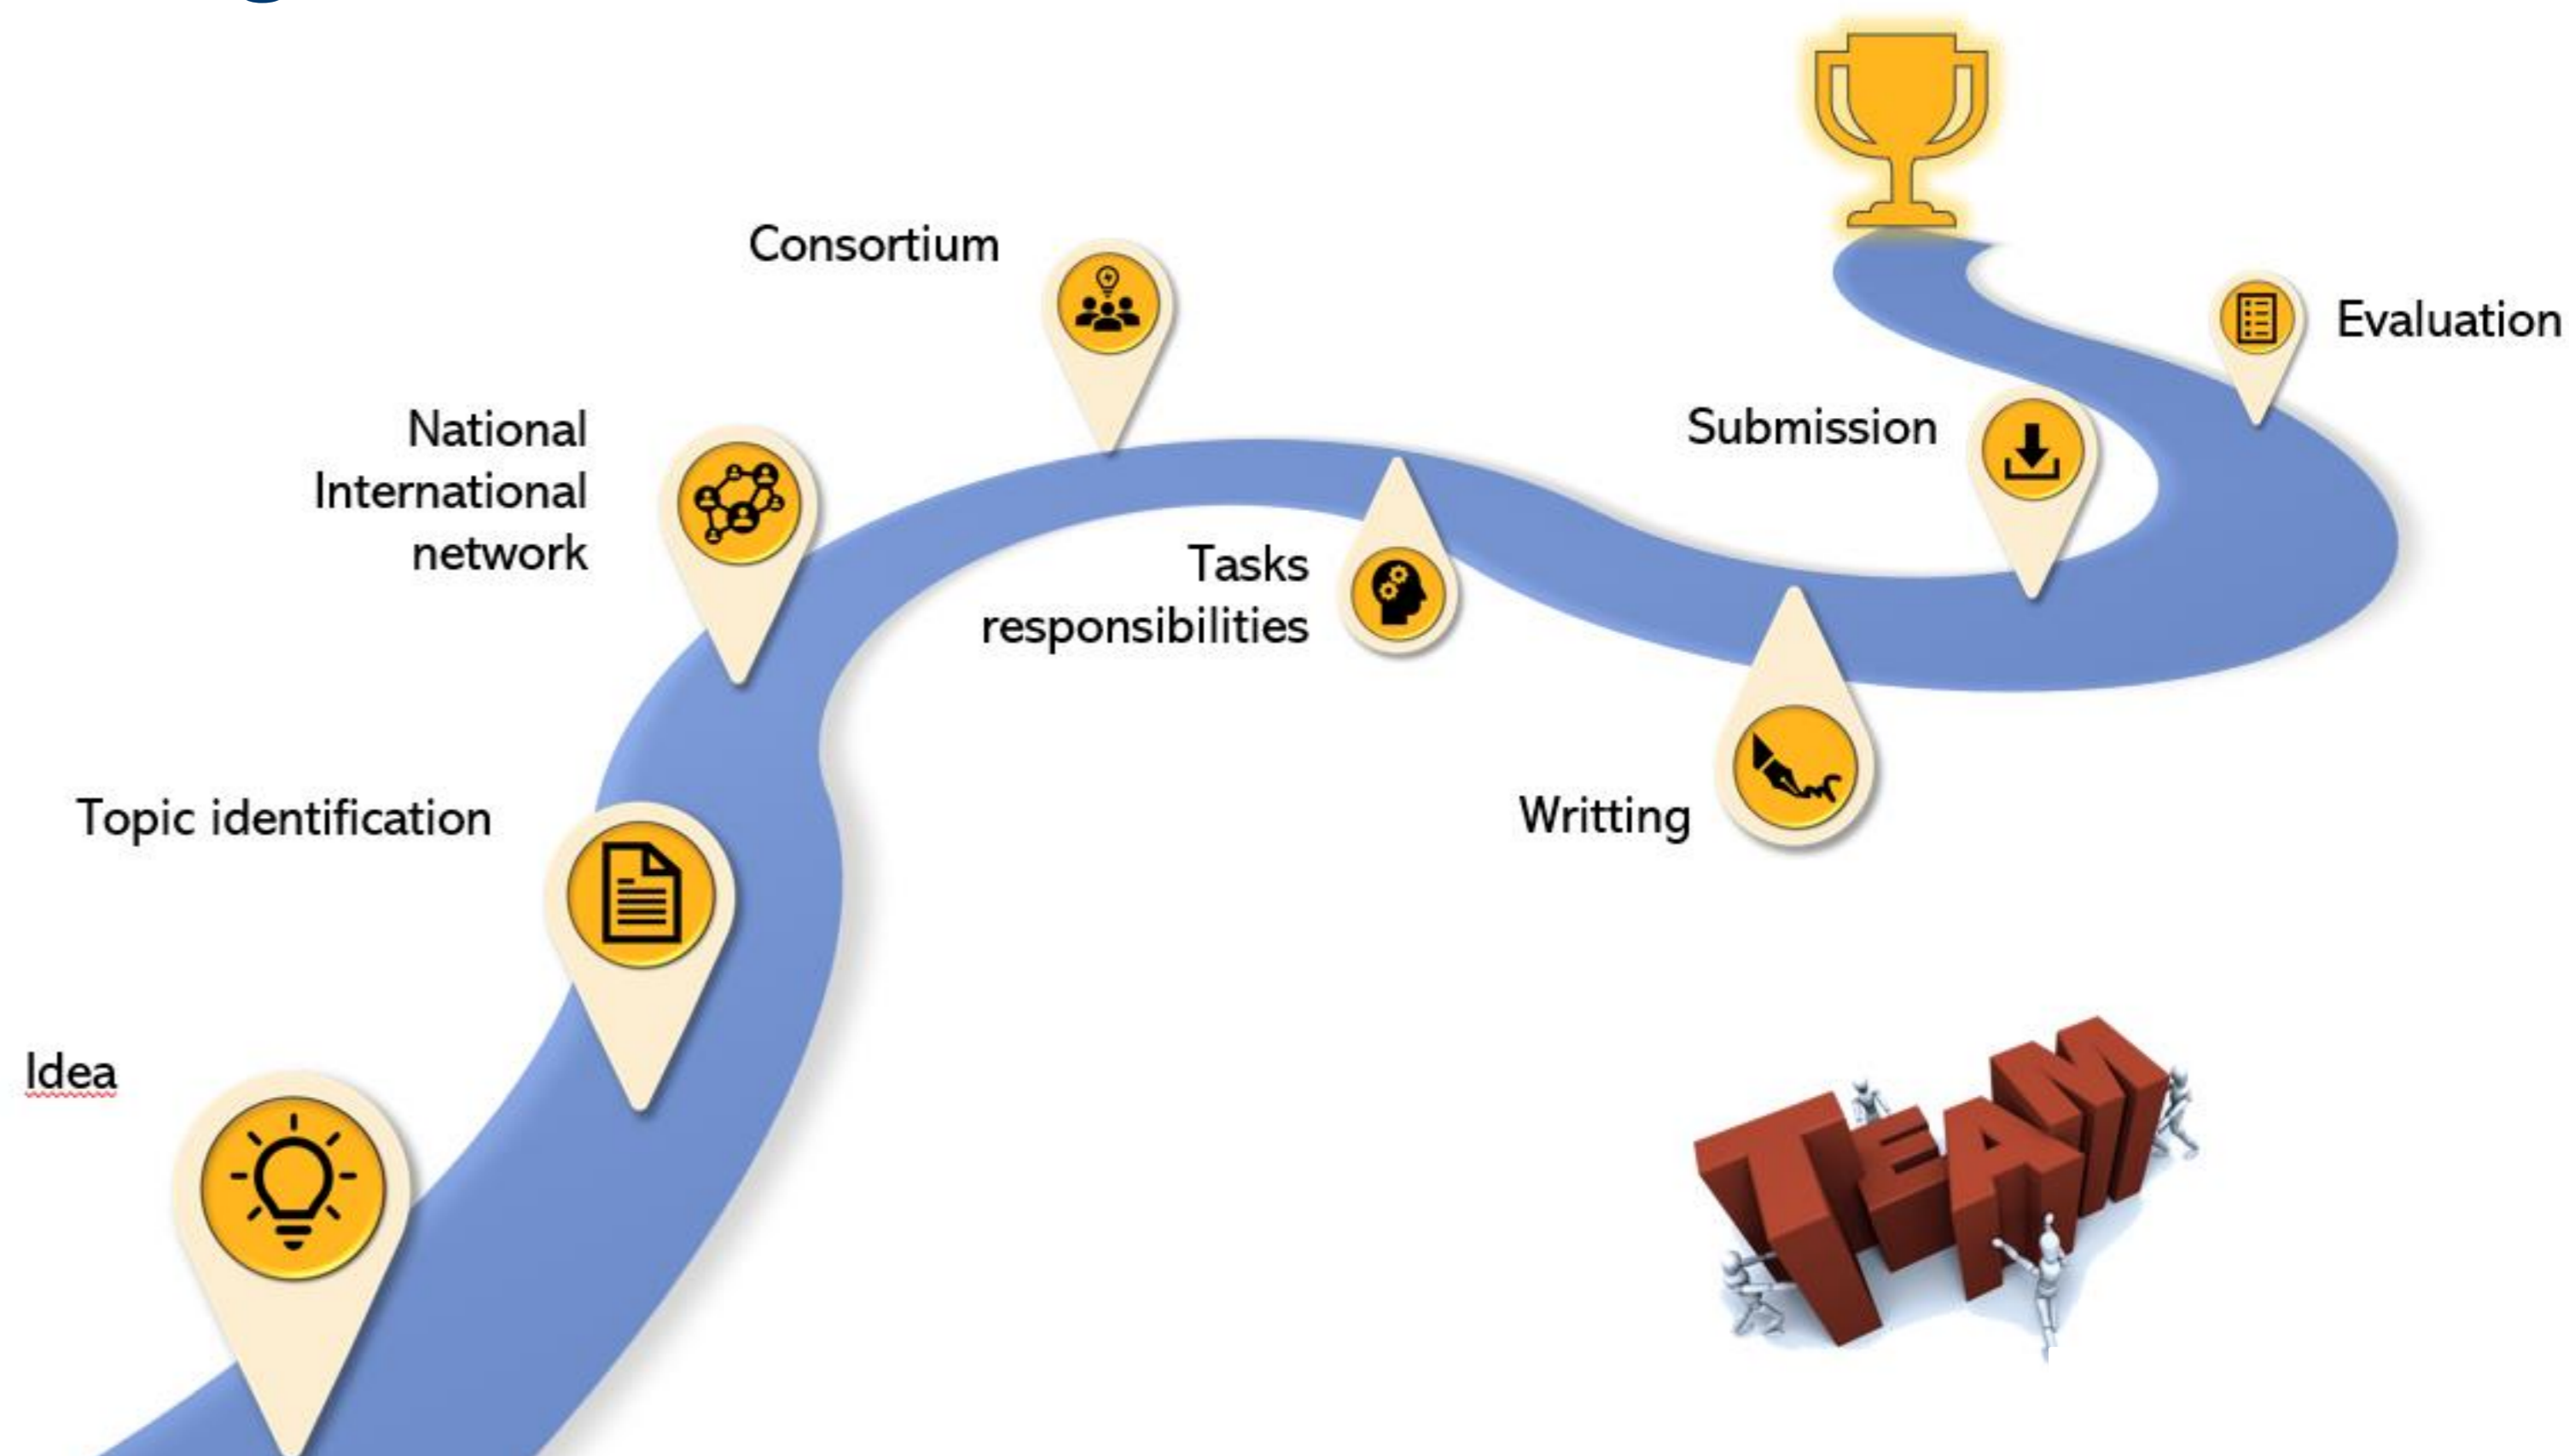 Idea
Topic identification
National
International
network
Consortium
Tasks
responsibilities
Writting
Submission
Evaluation
TEAM